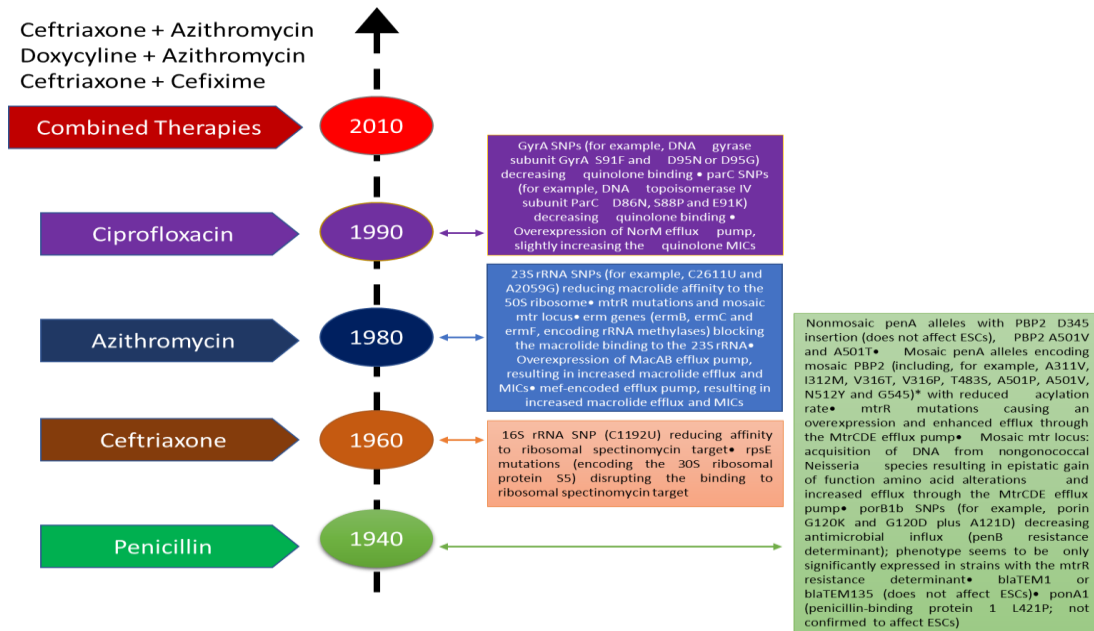 Ceftriaxone + Azithromycin
Doxycyline + Azithromycin
Ceftriaxone + Cefixime
Combined Therapies
2010
GyrA SNPs (for example, DNA gyrase
subunit GyrA S91F and D95N or D95G)
decreasing quinolone binding • parC SNPs
(for example, DNA topoisomerase IV
subunit ParC D86N, S88P and E91K)
decreasing quinolone binding •
Overexpression of NorM efflux pump,
slightly increasing the quinolone MICs
Ciprofloxacin
1990
23S rRNA SNPs (for example, C2611U and
A2059G) reducing macrolide affinity to the
50S ribosome• mtrR mutations and mosaic
mtr locus• erm genes (ermB, ermC and
ermF, encoding rRNA methylases) blocking
the macrolide binding to the 23S rRNA•
Overexpression of MacAB efflux pump,
resulting in increased macrolide efflux and
MICs• mef-encoded efflux pump, resulting in
increased macrolide efflux and MICs
Azithromycin
1980
Ceftriaxone
1960
16S rRNA SNP (C1192U) reducing affinity
to ribosomal spectinomycin target• rpsE
mutations (encoding the 30S ribosomal
protein S5) disrupting the binding to
ribosomal spectinomycin target
Penicillin
1940
Nonmosaic penA alleles with PBP2 D345
insertion (does not affect ESCs), PBP2 A501V
and A501T• Mosaic penA alleles encoding
mosaic PBP2 (including, for example, A311V,
I312M, V316T, V316P, T483S, A501P, A501V,
N512Y and G545)* with reduced acylation
rate• mtrR mutations causing an
overexpression and enhanced efflux through
the MtrCDE efflux pump• Mosaic mtr locus:
acquisition of DNA from nongonococcal
Neisseria species resulting in epistatic gain
of function amino acid alterations and
increased efflux through the MtrCDE efflux
pump• porB1b SNPs (for example, porin
G120K and G120D plus A121D) decreasing
antimicrobial influx (penB resistance
determinant); phenotype seems to be only
significantly expressed in strains with the mtrR
resistance determinant• blaTEM1 or
blaTEM135 (does not affect ESCs)• ponA1
(penicillin-binding protein 1 L421P; not
confirmed to affect ESCs)